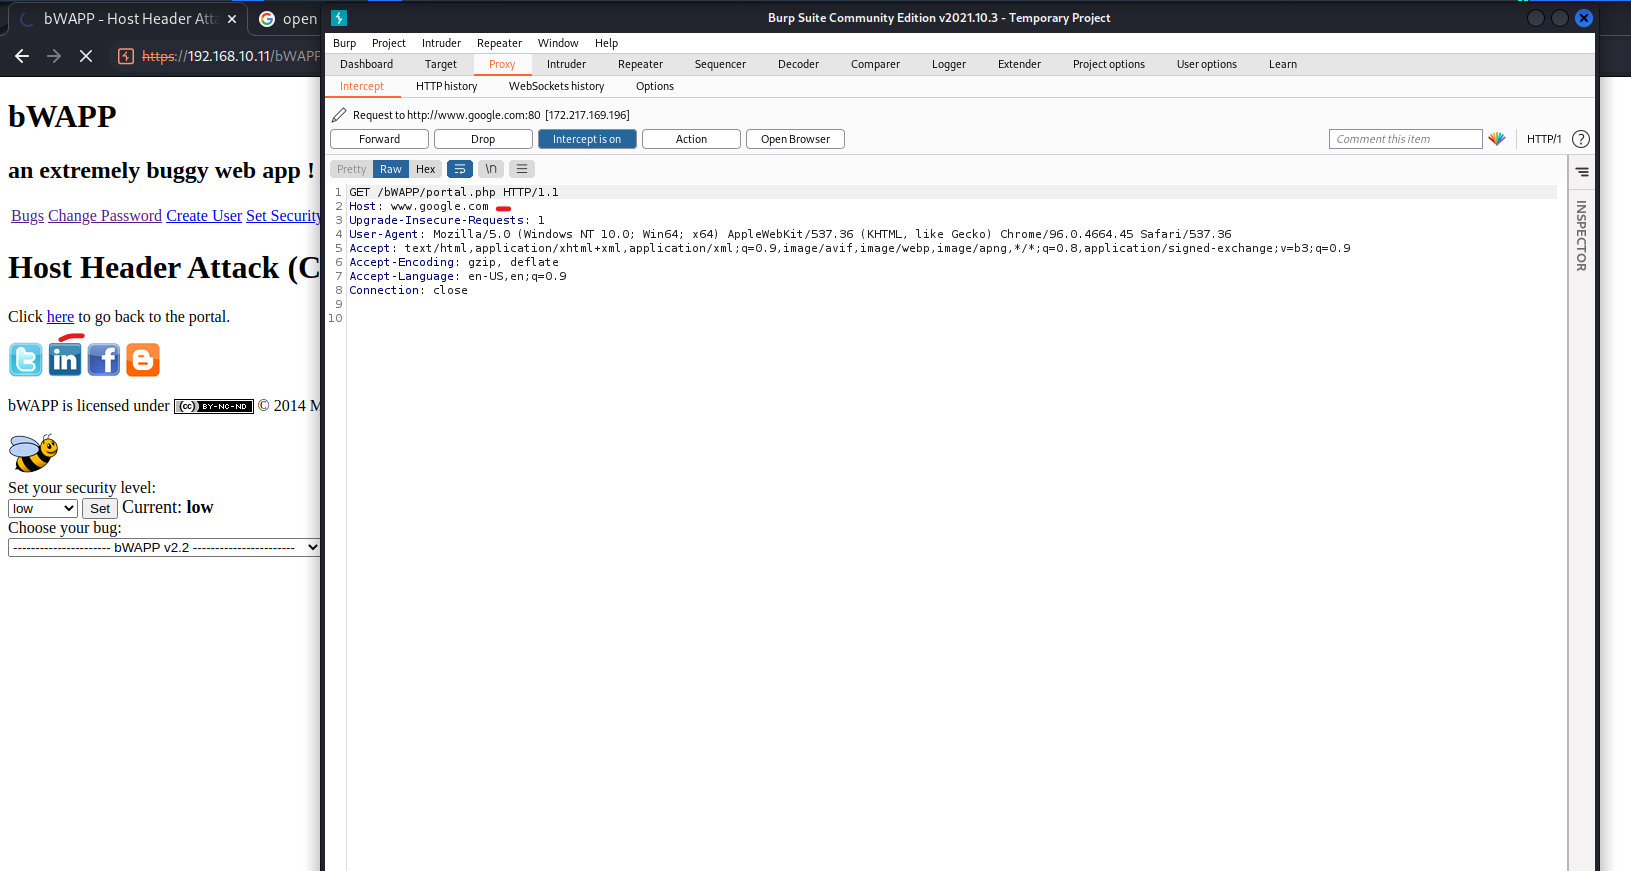 bWAPP - Host Header Atta
open
https://192.168.10.11/bWAPP
bWAPP
an extremely buggy web app !
Bugs Change Password Create User Set Security
Host Header Attack (C
Click here to go back to the portal.
bWAPP is licensed under BY-NC-ND © 2014 M
Set your security level:
low Set Current: low
Choose your bug:
---------------------- bWAPP v2.2 -----------------------
Burp Suite Community Edition v2021.10.3 - Temporary Project
Burp Project Intruder Repeater Window Help
Dashboard Target Proxy Intruder Repeater Sequencer Decoder Comparer Logger Extender Project options User options Learn
Intercept HTTP history WebSockets history Options
Request to http://www.google.com:80 [172.217.169.196]
Forward Drop Intercept is on Action Open Browser Comment this item HTTP/1 ?
Pretty Raw Hex \n
1 GET /bWAPP/portal.php HTTP/1.1
2 Host: www.google.com
3 Upgrade-Insecure-Requests: 1
4 User-Agent: Mozilla/5.0 (Windows NT 10.0; Win64; x64) AppleWebKit/537.36 (KHTML, like Gecko) Chrome/96.0.4664.45 Safari/537.36
5 Accept: text/html,application/xhtml+xml,application/xml;q=0.9,image/avif,image/webp,image/apng,*/*;q=0.8,application/signed-exchange;v=b3;q=0.9
6 Accept-Encoding: gzip, deflate
7 Accept-Language: en-US,en;q=0.9
8 Connection: close
9
10
INSPECTOR